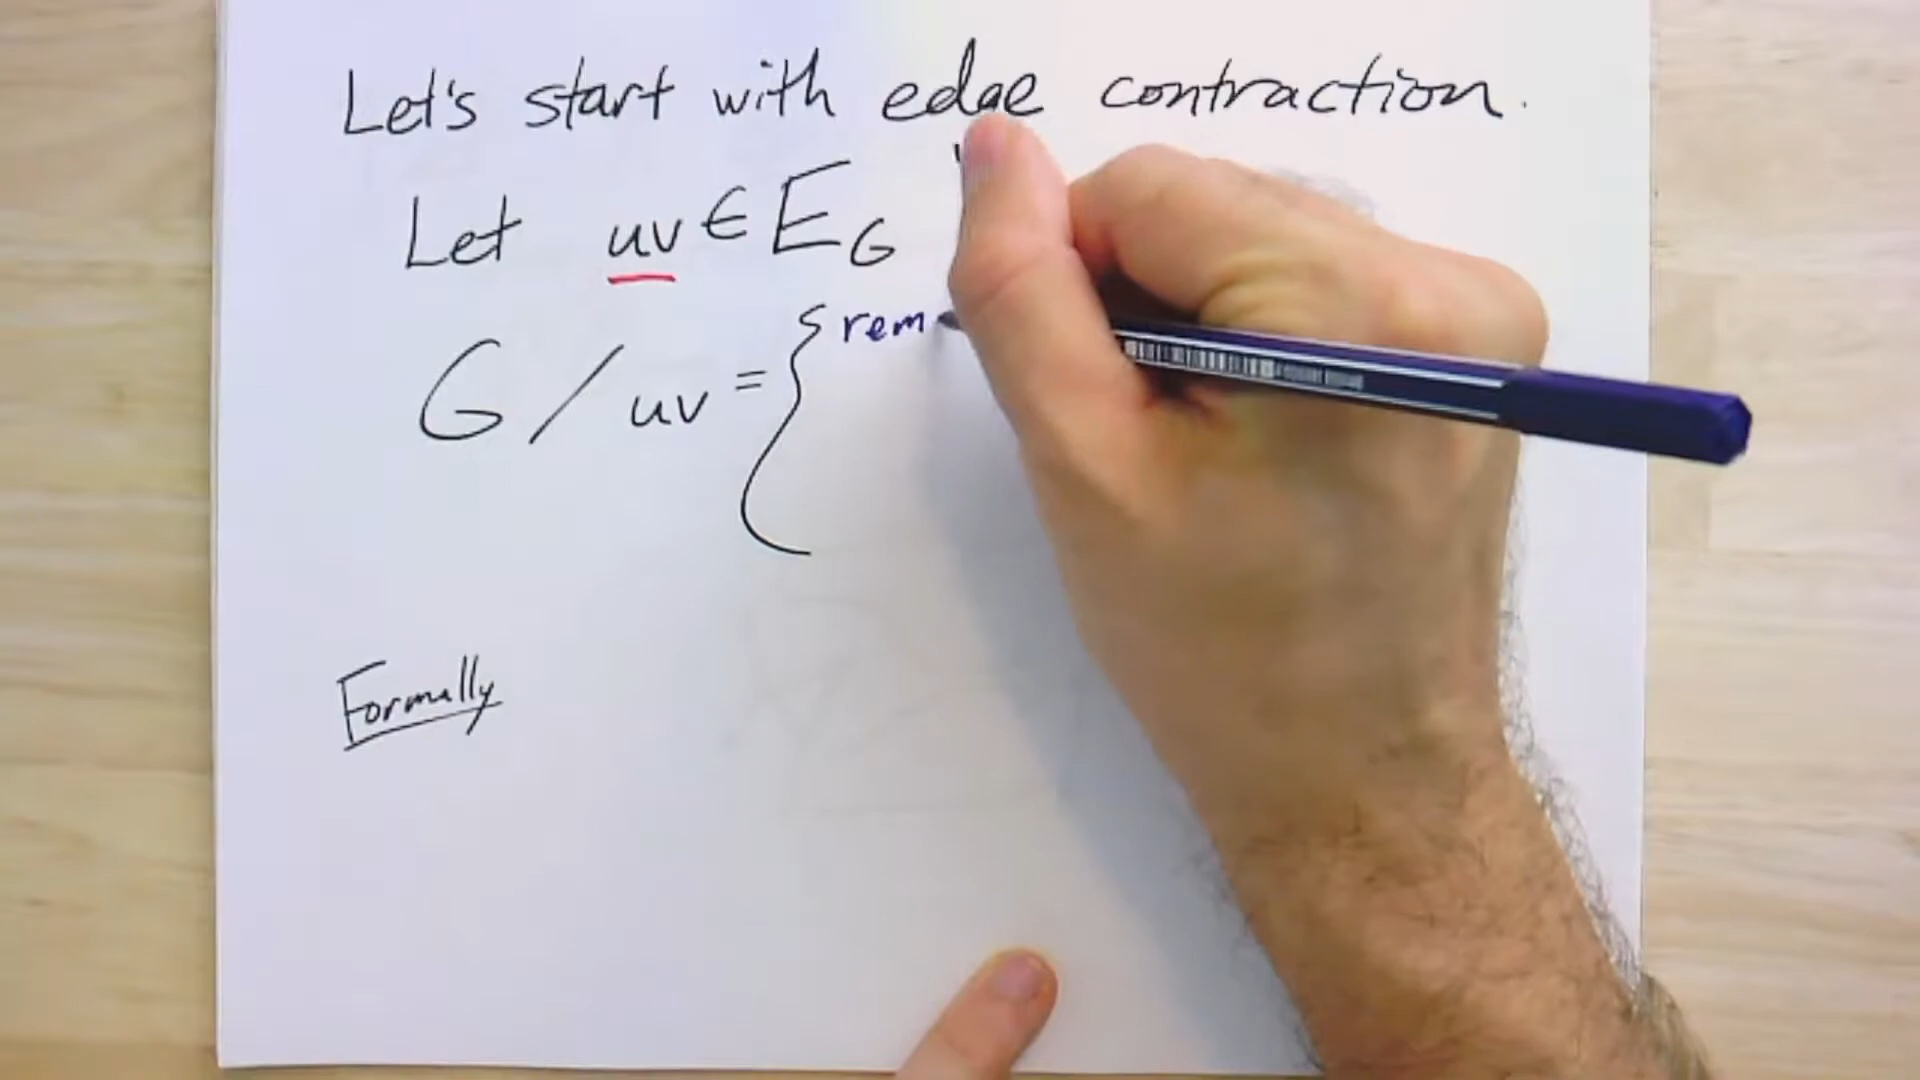 Let's start with edge contraction.
Let uv ∈ E_G
G / uv = { rem
Formally